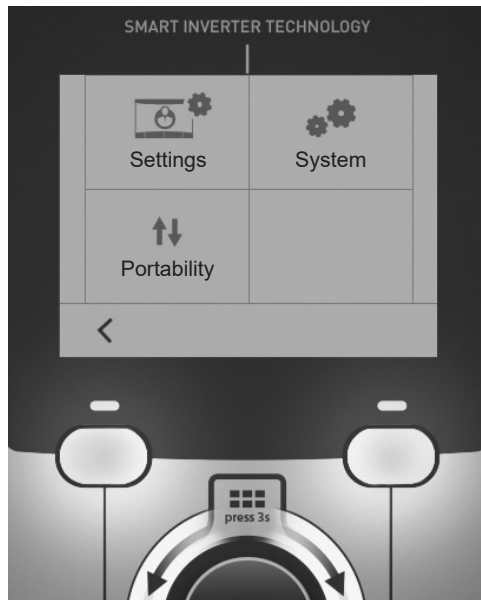 SMART INVERTER TECHNOLOGY
Settings
System
Portability
press 3s